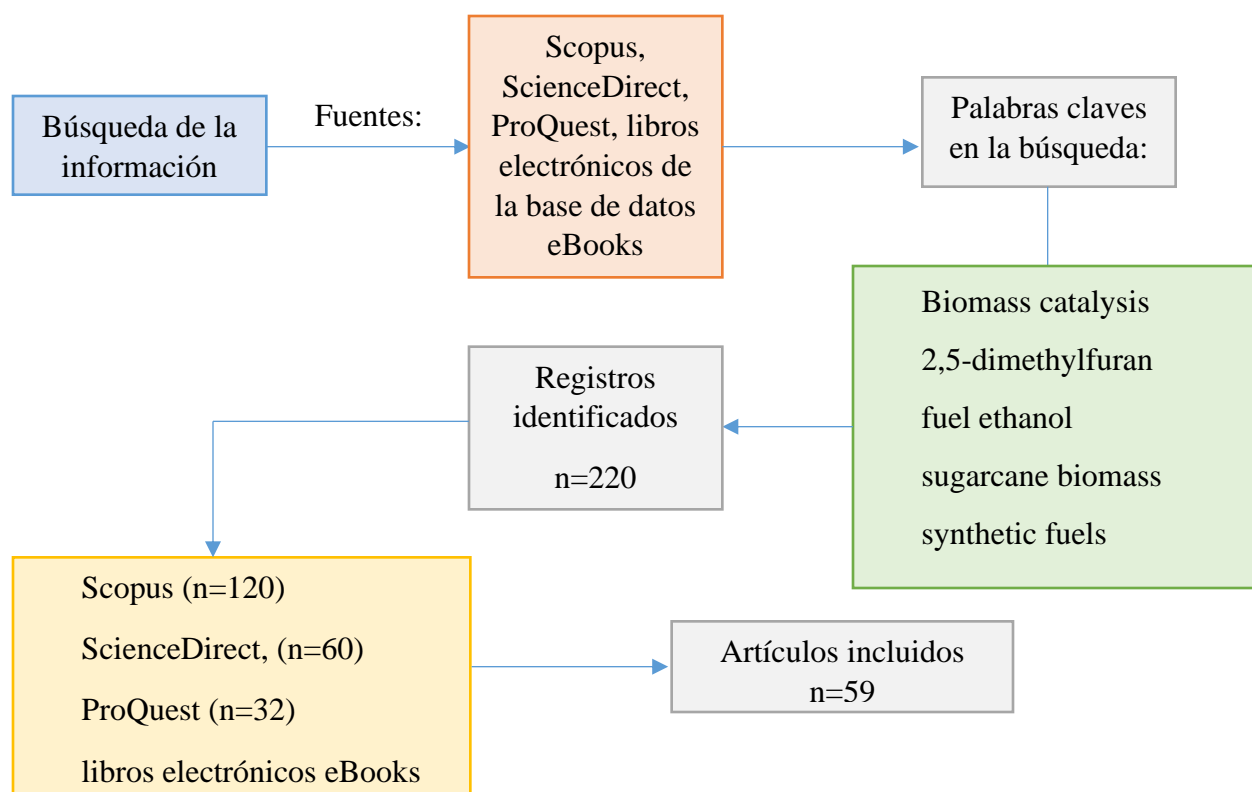 Búsqueda de la
información
Fuentes:
Scopus,
ScienceDirect,
ProQuest, libros
electrónicos de
la base de datos
eBooks
Palabras claves
en la búsqueda:
Biomass catalysis
2,5-dimethylfuran
fuel ethanol
sugarcane biomass
synthetic fuels
Registros
identificados
n=220
Scopus (n=120)
ScienceDirect, (n=60)
ProQuest (n=32)
libros electrónicos eBooks
Artículos incluidos
n=59